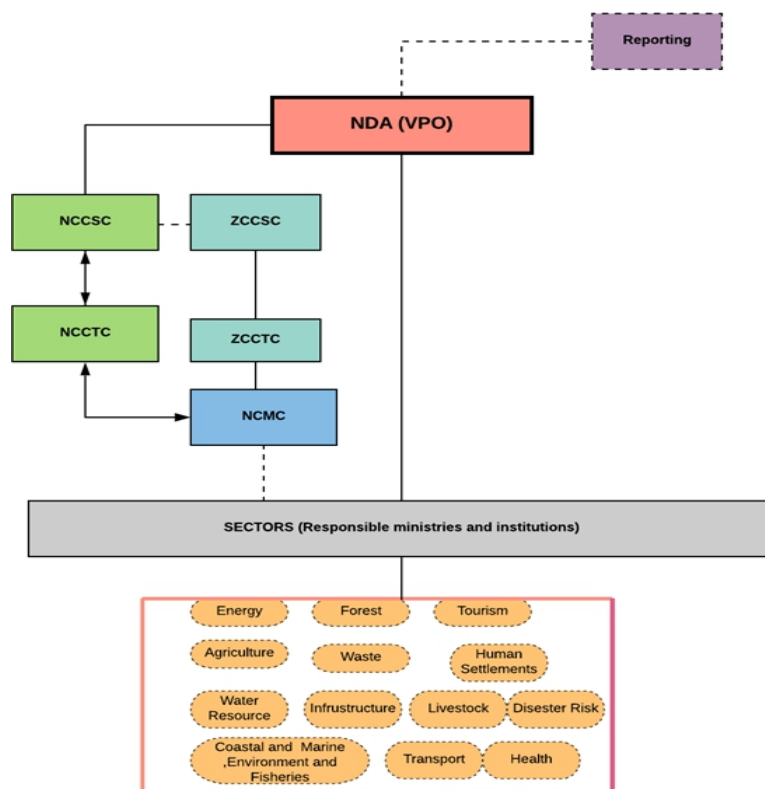 Reporting
NDA (VPO)
NCCSC
ZCCSC
NCCTC
ZCCTC
NCMC
SECTORS (Responsible ministries and institutions)
Energy
Forest
Tourism
Agriculture
Waste
Human
Settlements
Water
Resource
Infrustructure
Livestock
Disester Risk
Coastal and Marine
,Environment and
Fisheries
Transport
Health